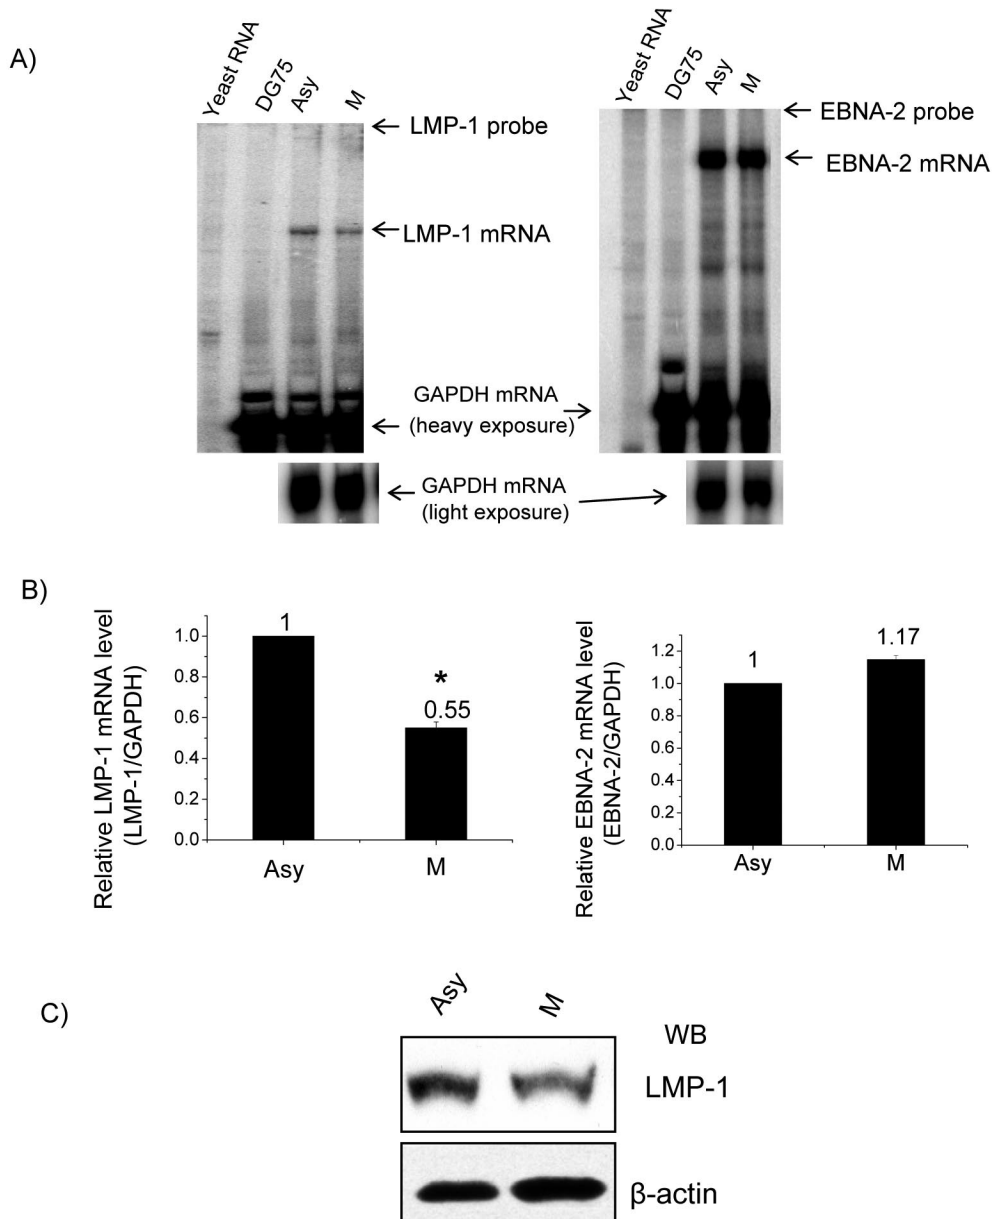 A)
Yeast RNA
DG75
Asy
M
LMP-1 probe
LMP-1 mRNA
Yeast RNA
DG75
Asy
M
EBNA-2 probe
EBNA-2 mRNA
GAPDH mRNA
(heavy exposure)
GAPDH mRNA
(light exposure)
B)
Relative LMP-1 mRNA level
(LMP-1/GAPDH)
1.0
0.8
0.6
0.4
0.2
0.0
1
*
0.55
Asy
M
Relative EBNA-2 mRNA level
(EBNA-2/GAPDH)
1.2
1.0
0.8
0.6
0.4
0.2
0.0
1
1.17
Asy
M
C)
Asy
M
WB
LMP-1
β-actin